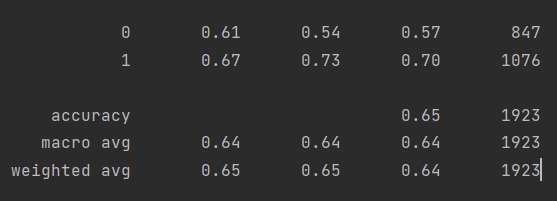 0 0.61 0.54 0.57 847
1 0.67 0.73 0.70 1076
accuracy 0.65 1923
macro avg 0.64 0.64 0.64 1923
weighted avg 0.65 0.65 0.64 1923